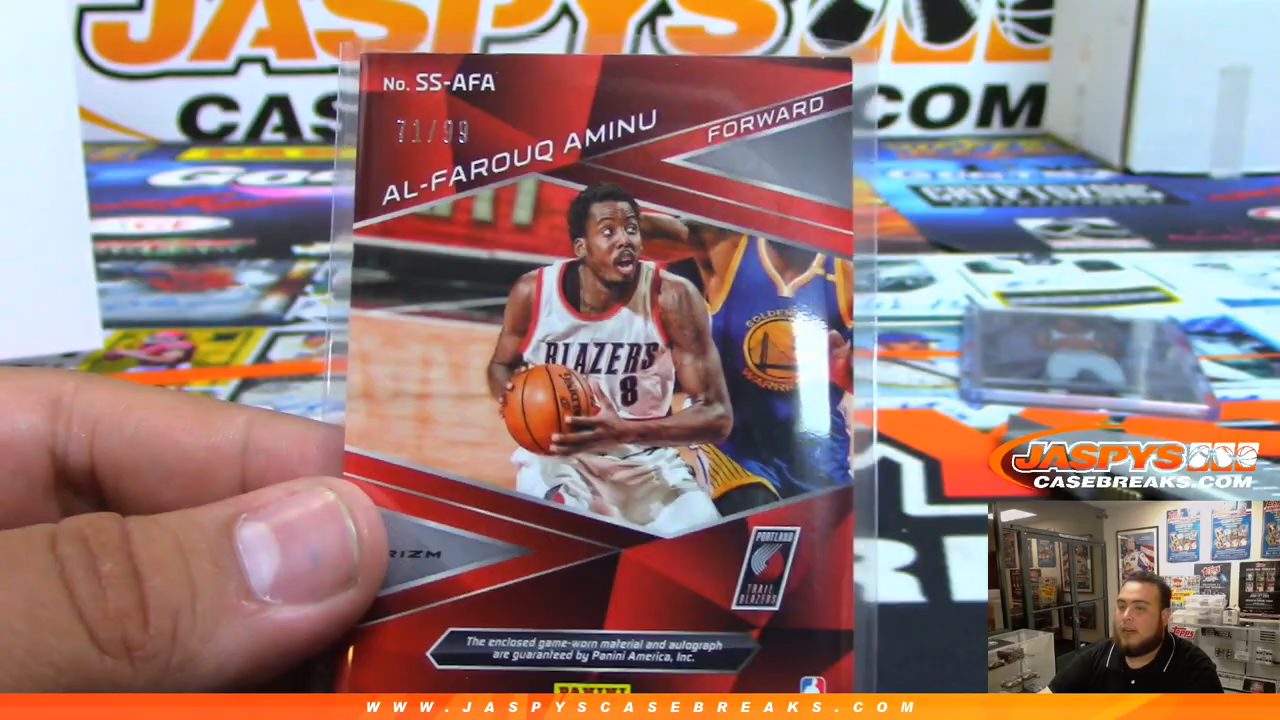 JASPYS
CAS
COM
No. SS-AFA
71/99
AL-FAROUQ AMINU
FORWARD
BLAZERS
8
GOLDEN
WARRIORS
RIZM
PORTLAND
TRAIL
BLAZERS
The enclosed game-worn material and autograph
are guaranteed by Panini America, Inc.
PANINI
JASPYS
CASEBREAKS.COM
Topps
WWW.JASPYSCASEBREAKS.COM